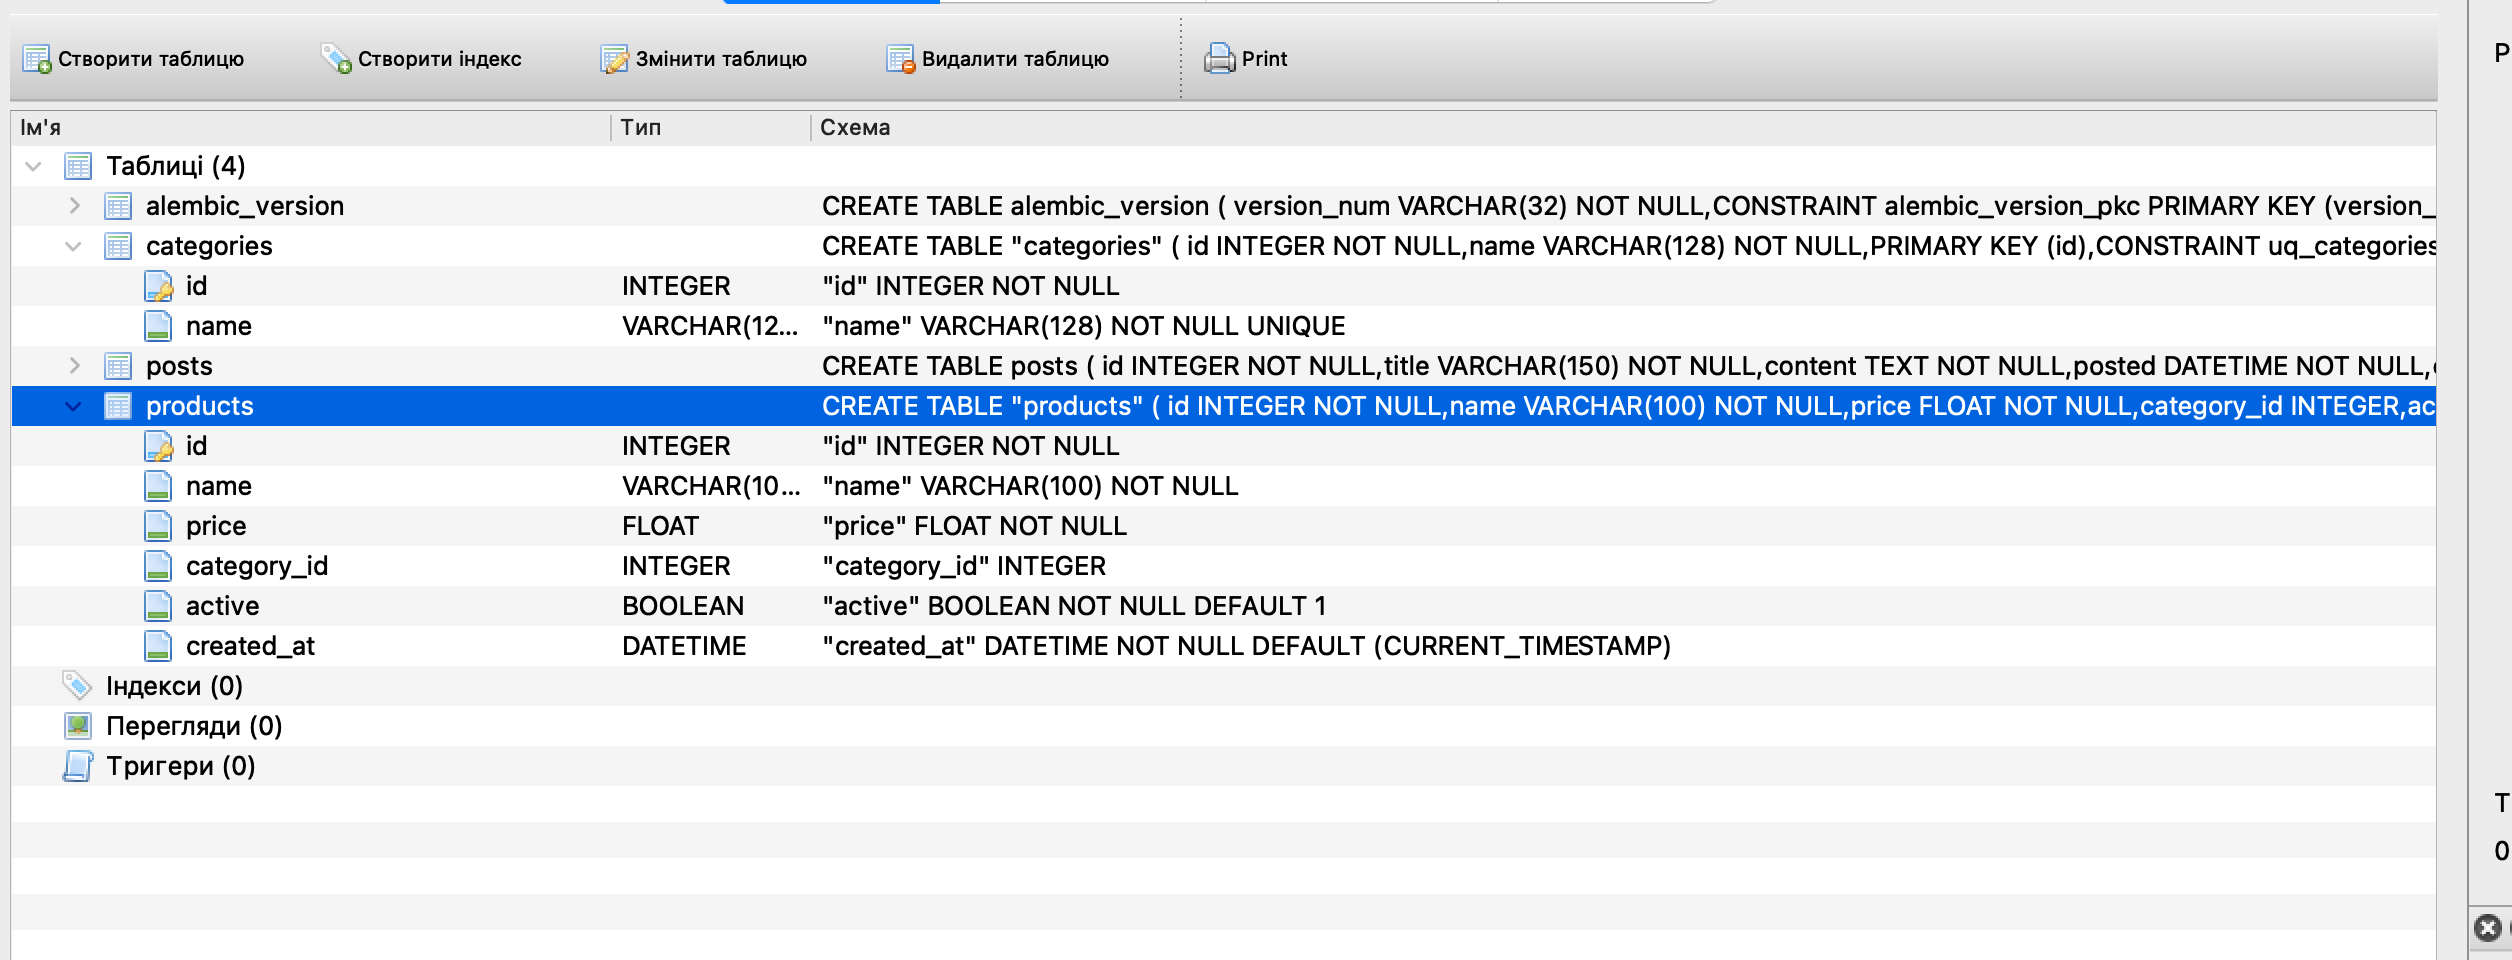 Створити таблицю Створити індекс Змінити таблицю Видалити таблицю Print
Ім'я Тип Схема
Таблиці (4)
alembic_version CREATE TABLE alembic_version ( version_num VARCHAR(32) NOT NULL,CONSTRAINT alembic_version_pkc PRIMARY KEY (version_
categories CREATE TABLE "categories" ( id INTEGER NOT NULL,name VARCHAR(128) NOT NULL,PRIMARY KEY (id),CONSTRAINT uq_categories
id INTEGER "id" INTEGER NOT NULL
name VARCHAR(12... "name" VARCHAR(128) NOT NULL UNIQUE
posts CREATE TABLE posts ( id INTEGER NOT NULL,title VARCHAR(150) NOT NULL,content TEXT NOT NULL,posted DATETIME NOT NULL,
products CREATE TABLE "products" ( id INTEGER NOT NULL,name VARCHAR(100) NOT NULL,price FLOAT NOT NULL,category_id INTEGER,ac
id INTEGER "id" INTEGER NOT NULL
name VARCHAR(10... "name" VARCHAR(100) NOT NULL
price FLOAT "price" FLOAT NOT NULL
category_id INTEGER "category_id" INTEGER
active BOOLEAN "active" BOOLEAN NOT NULL DEFAULT 1
created_at DATETIME "created_at" DATETIME NOT NULL DEFAULT (CURRENT_TIMESTAMP)
Індекси (0)
Перегляди (0)
Тригери (0)